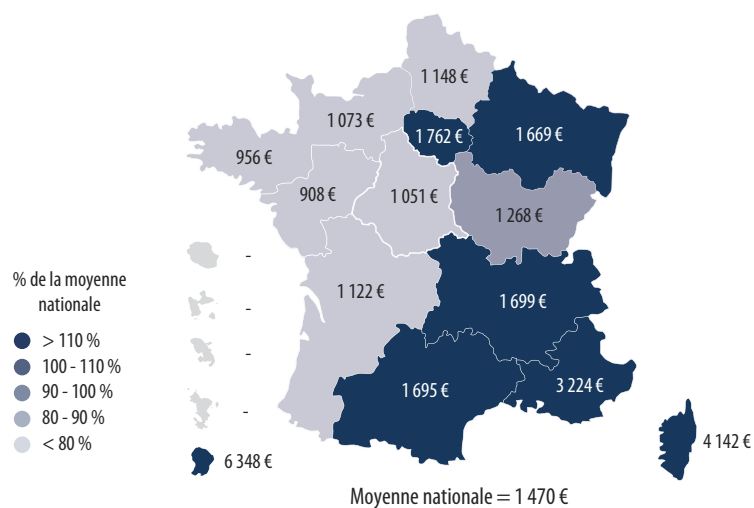 1 148 €
1 073 €
1 762 €
1 669 €
956 €
908 €
1 051 €
1 268 €
-
% de la moyenne
nationale
1 122 €
1 699 €
-
> 110 %
100 - 110 %
-
90 - 100 %
1 695 €
3 224 €
80 - 90 %
-
< 80 %
6 348 €
4 142 €
Moyenne nationale = 1 470 €